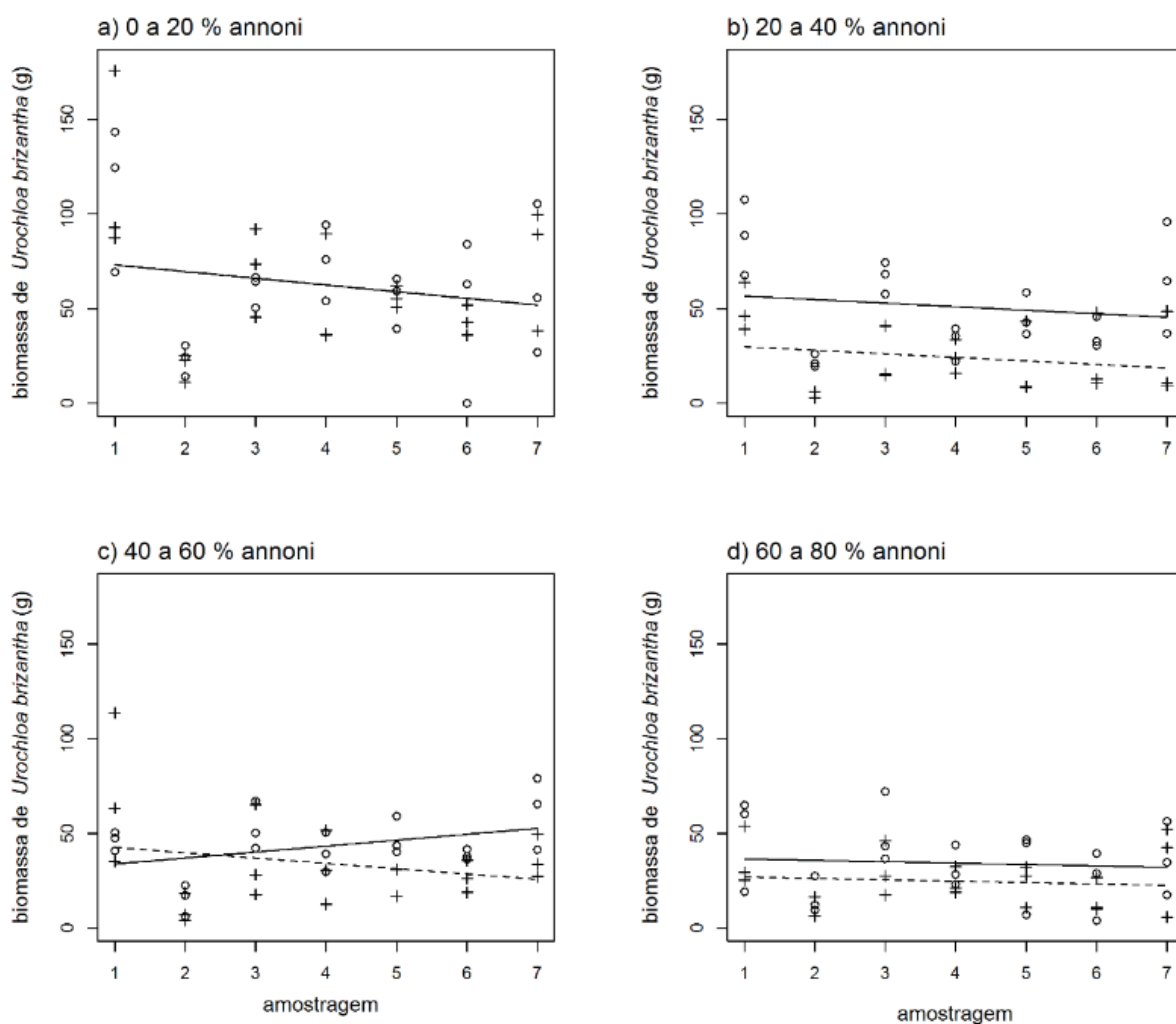 a) 0 a 20 % annoni
biomassa de Urochloa brizantha (g)
150
100
50
0
1 2 3 4 5 6 7
b) 20 a 40 % annoni
biomassa de Urochloa brizantha (g)
150
100
50
0
1 2 3 4 5 6 7
c) 40 a 60 % annoni
biomassa de Urochloa brizantha (g)
150
100
50
0
1 2 3 4 5 6 7
amostragem
d) 60 a 80 % annoni
biomassa de Urochloa brizantha (g)
150
100
50
0
1 2 3 4 5 6 7
amostragem